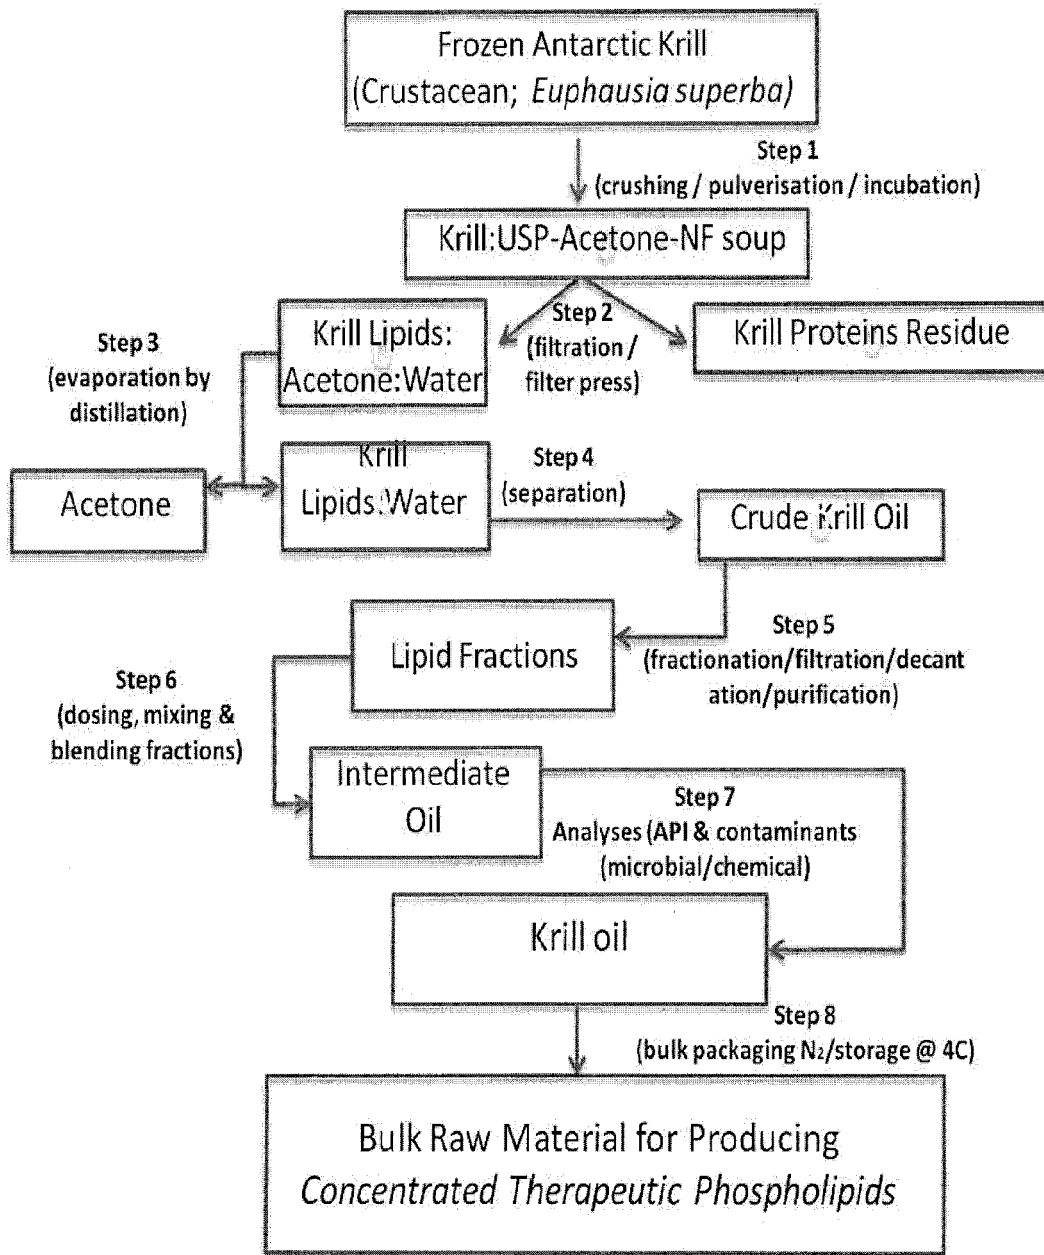 Frozen Antarctic Krill
(Crustacean; Euphausia superba)
Step 1
(crushing / pulverisation / incubation)
Krill:USP-Acetone-NF soup
Step 2
(filtration /
filter press)
Krill Lipids:
Acetone:Water
Krill Proteins Residue
Step 3
(evaporation by
distillation)
Acetone
Krill
Lipids:Water
Step 4
(separation)
Crude Krill Oil
Step 5
(fractionation/filtration/decant
ation/purification)
Lipid Fractions
Step 6
(dosing, mixing &
blending fractions)
Intermediate
Oil
Step 7
Analyses (API & contaminants
(microbial/chemical)
Krill oil
Step 8
(bulk packaging N₂/storage @ 4C)
Bulk Raw Material for Producing
Concentrated Therapeutic Phospholipids